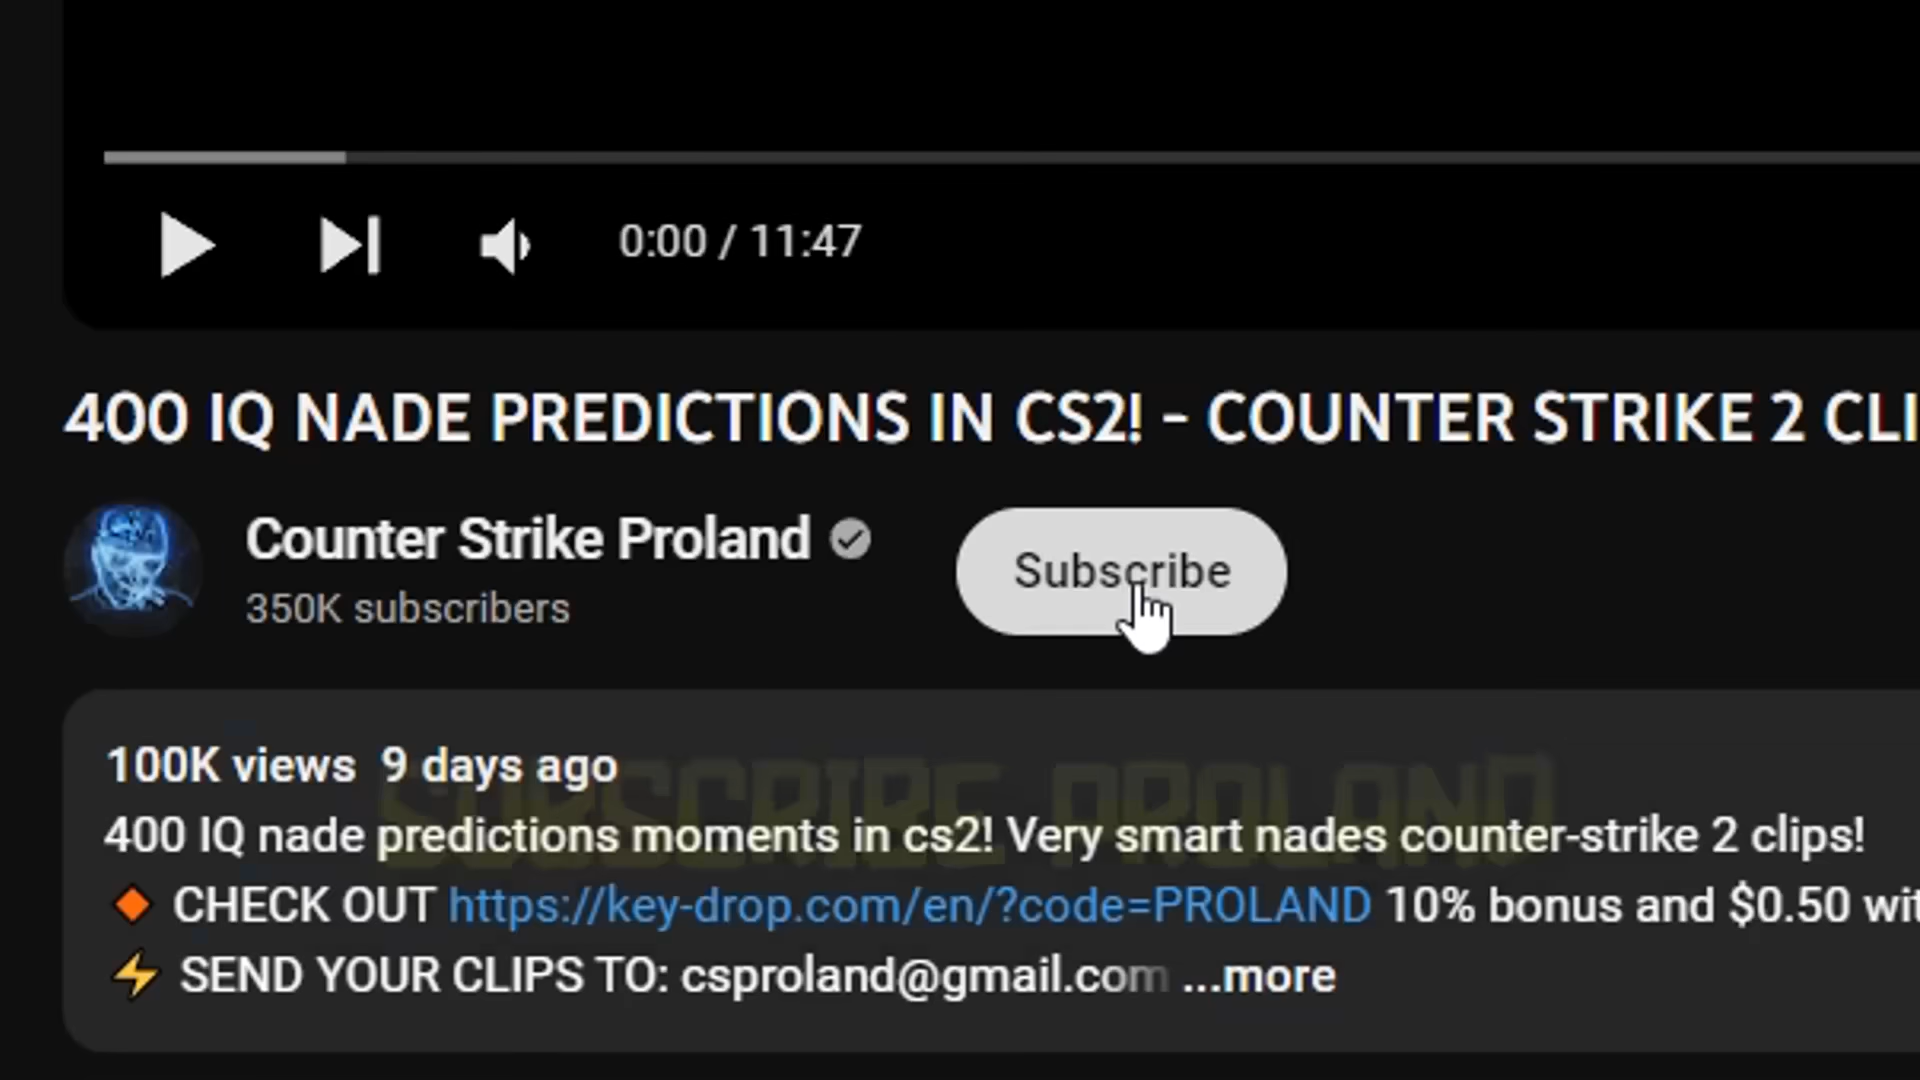 0:00 / 11:47
400 IQ NADE PREDICTIONS IN CS2! - COUNTER STRIKE 2 CLI
Counter Strike Proland
Subscribe
350K subscribers
100K views 9 days ago
SUBSCRIBE PROLAND
400 IQ nade predictions moments in cs2! Very smart nades counter-strike 2 clips!
CHECK OUT https://key-drop.com/en/?code=PROLAND 10% bonus and $0.50 wit
SEND YOUR CLIPS TO: csproland@gmail.com ...more